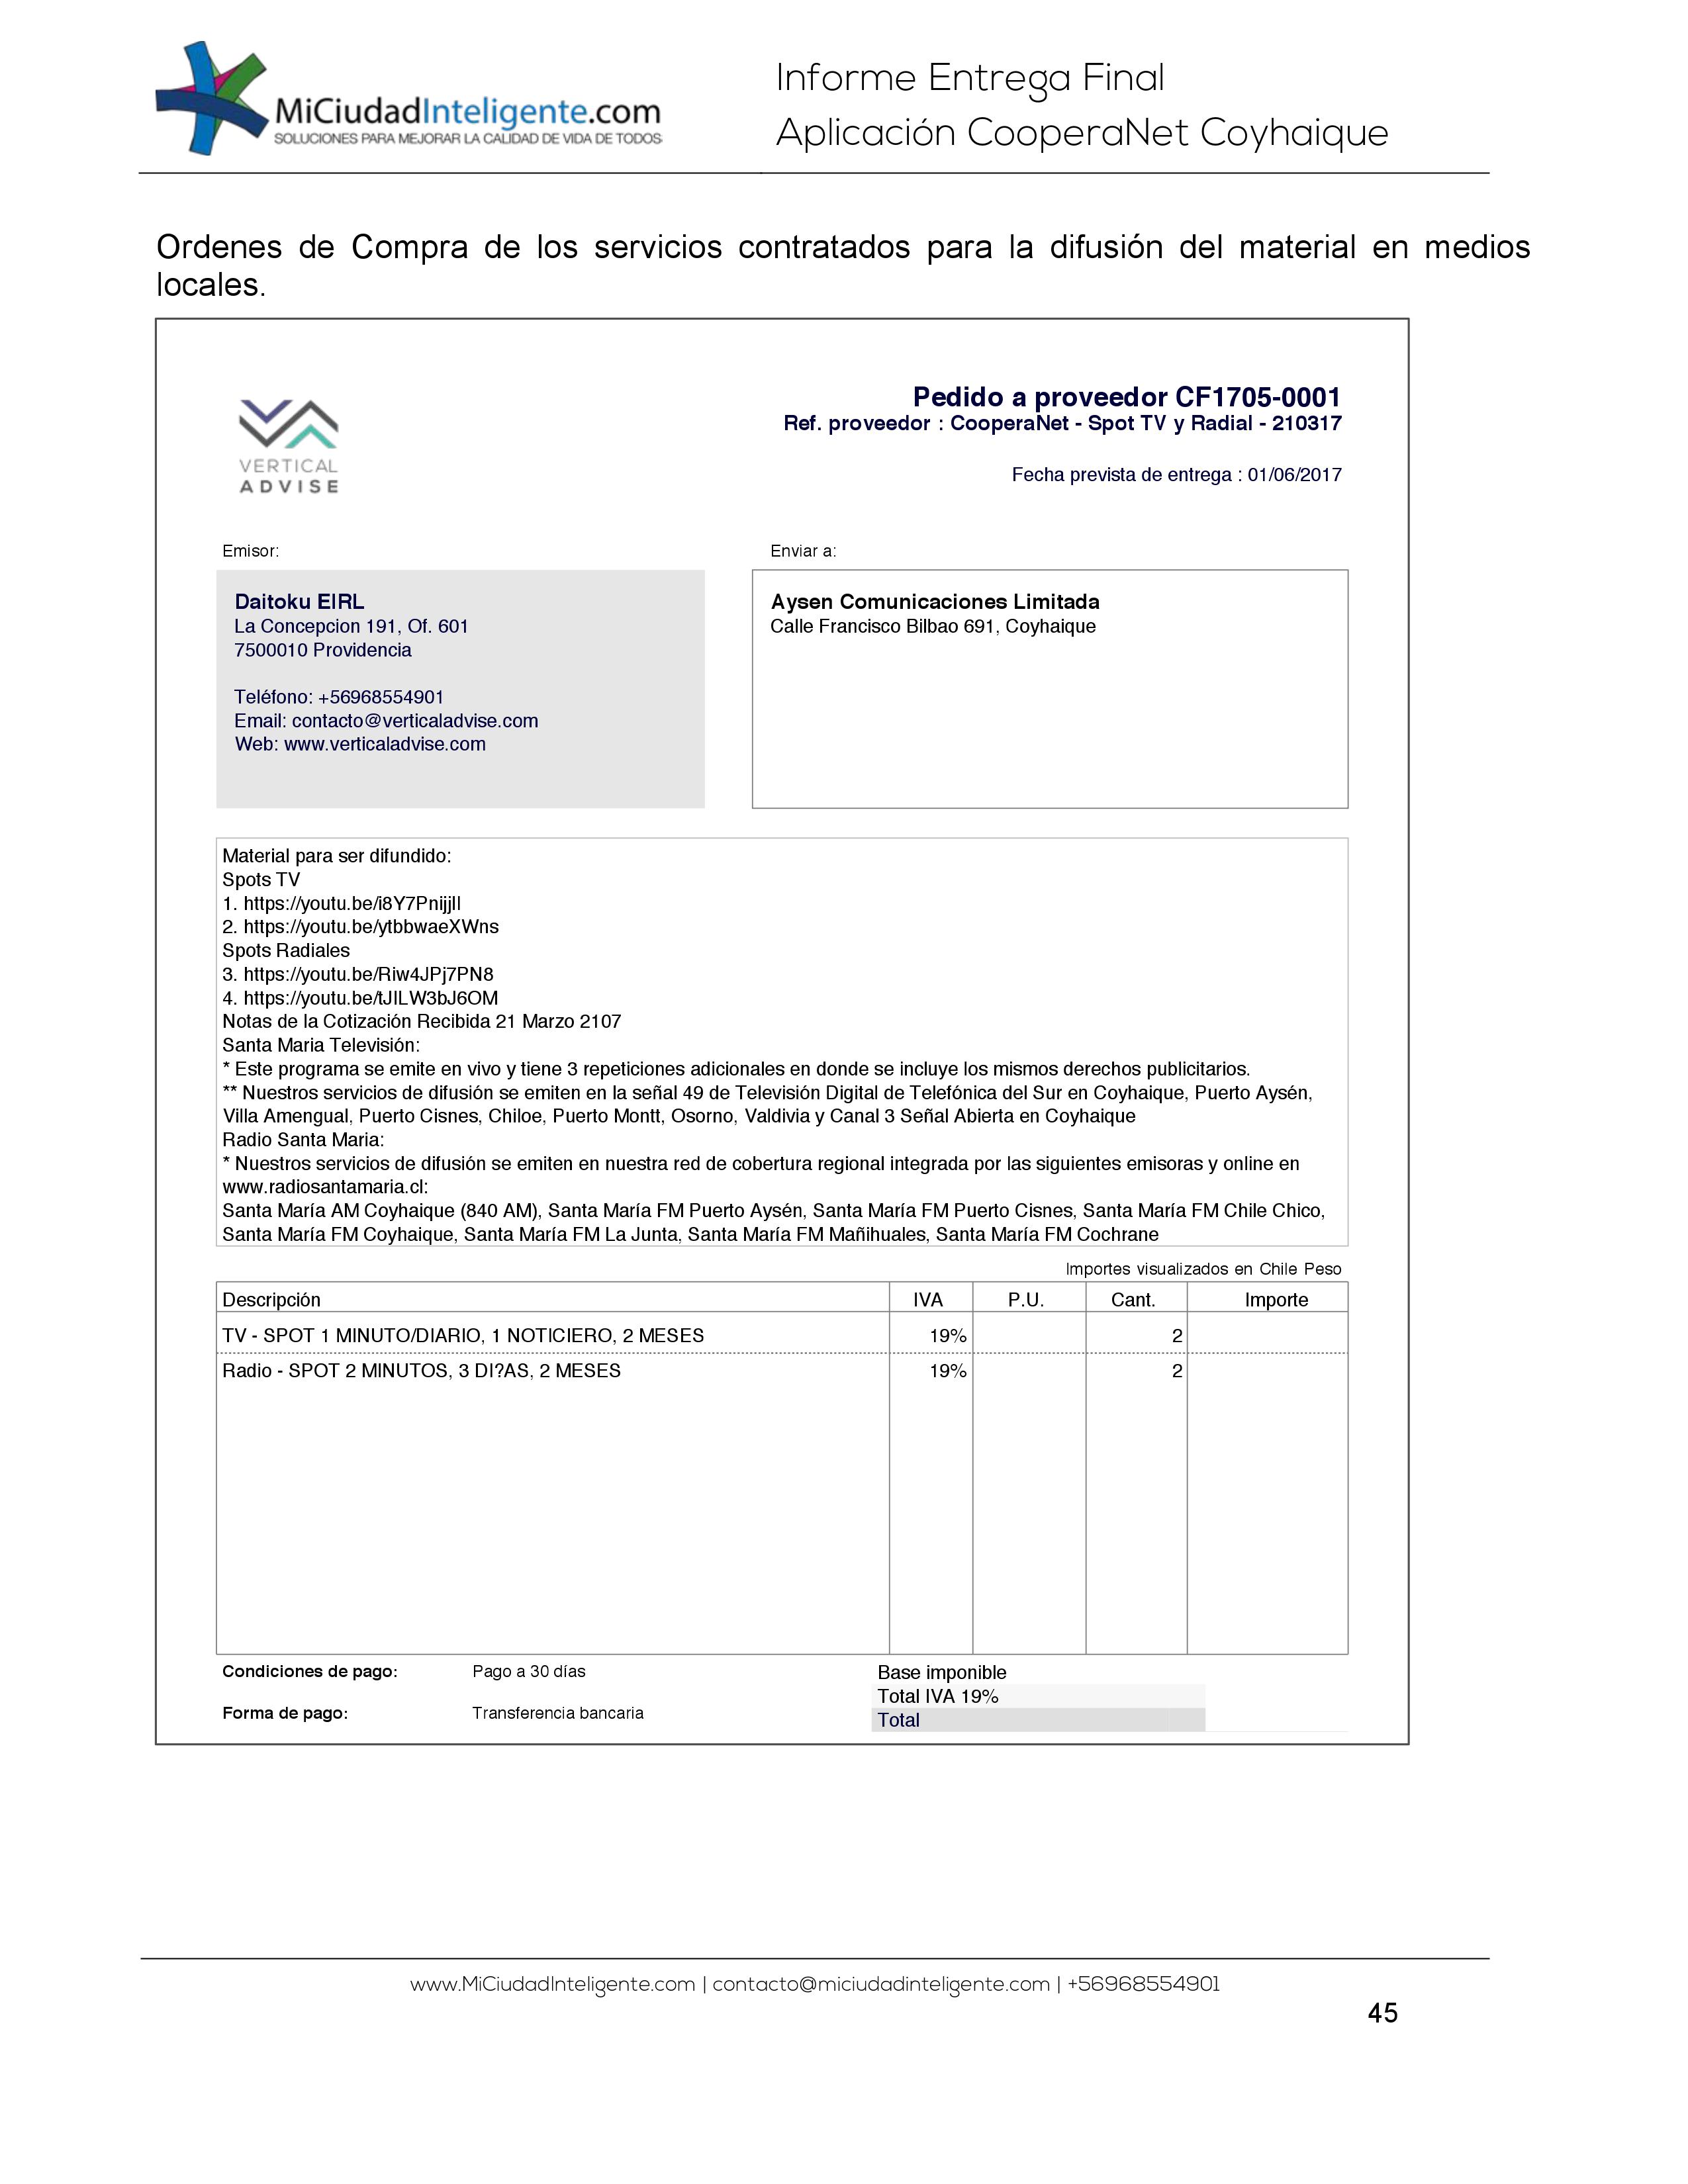 MiCiudadInteligente.com
SOLUCIONES PARA MEJORAR LA CALIDAD DE VIDA DE TODOS
Informe Entrega Final
Aplicación CooperaNet Coyhaique
Ordenes de Compra de los servicios contratados para la difusión del material en medios
locales.
VERTICAL
ADVISE
Pedido a proveedor CF1705-0001
Ref. proveedor : CooperaNet - Spot TV y Radial - 210317
Fecha prevista de entrega : 01/06/2017
Emisor:
Daitoku EIRL
La Concepcion 191, Of. 601
7500010 Providencia
Teléfono: +56968554901
Email: contacto@verticaladvise.com
Web: www.verticaladvise.com
Enviar a:
Aysen Comunicaciones Limitada
Calle Francisco Bilbao 691, Coyhaique
Material para ser difundido:
Spots TV
1. https://youtu.be/i8Y7PnijjlI
2. https://youtu.be/ytbbwaeXWns
Spots Radiales
3. https://youtu.be/Riw4JPj7PN8
4. https://youtu.be/tJILW3bJ6OM
Notas de la Cotización Recibida 21 Marzo 2107
Santa Maria Televisión:
* Este programa se emite en vivo y tiene 3 repeticiones adicionales en donde se incluye los mismos derechos publicitarios.
** Nuestros servicios de difusión se emiten en la señal 49 de Televisión Digital de Telefónica del Sur en Coyhaique, Puerto Aysén,
Villa Amengual, Puerto Cisnes, Chiloe, Puerto Montt, Osorno, Valdivia y Canal 3 Señal Abierta en Coyhaique
Radio Santa Maria:
* Nuestros servicios de difusión se emiten en nuestra red de cobertura regional integrada por las siguientes emisoras y online en
www.radiosantamaria.cl:
Santa María AM Coyhaique (840 AM), Santa María FM Puerto Aysén, Santa María FM Puerto Cisnes, Santa María FM Chile Chico,
Santa María FM Coyhaique, Santa María FM La Junta, Santa María FM Mañihuales, Santa María FM Cochrane
Importes visualizados en Chile Peso
Descripción IVA P.U. Cant. Importe
TV - SPOT 1 MINUTO/DIARIO, 1 NOTICIERO, 2 MESES 19% 2
Radio - SPOT 2 MINUTOS, 3 DI?AS, 2 MESES 19% 2
Condiciones de pago: Pago a 30 días
Forma de pago: Transferencia bancaria
Base imponible
Total IVA 19%
Total
www.MiCiudadInteligente.com | contacto@miciudadinteligente.com | +56968554901
45